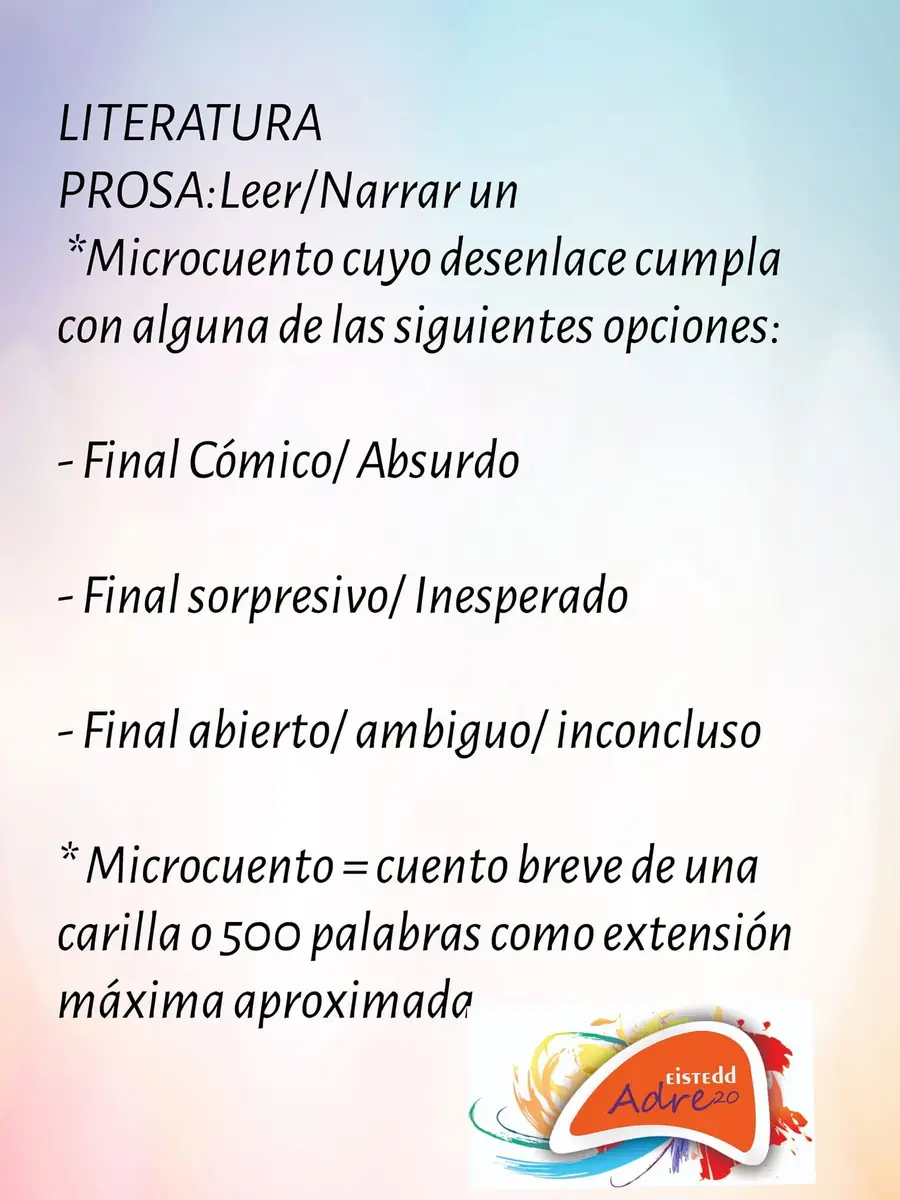 LITERATURA
PROSA:Leer/Narrar un
*Microcuento cuyo desenlace cumpla
con alguna de las siguientes opciones:
- Final Cómico/ Absurdo
- Final sorpresivo/ Inesperado
- Final abierto/ ambiguo/ inconcluso
* Microcuento = cuento breve de una
carilla o 500 palabras como extensión
máxima aproximada
EiSTEdd
Adre20